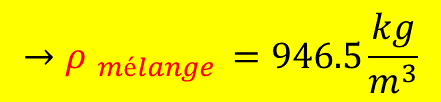 → ρ mélange = 946.5 kg/m³